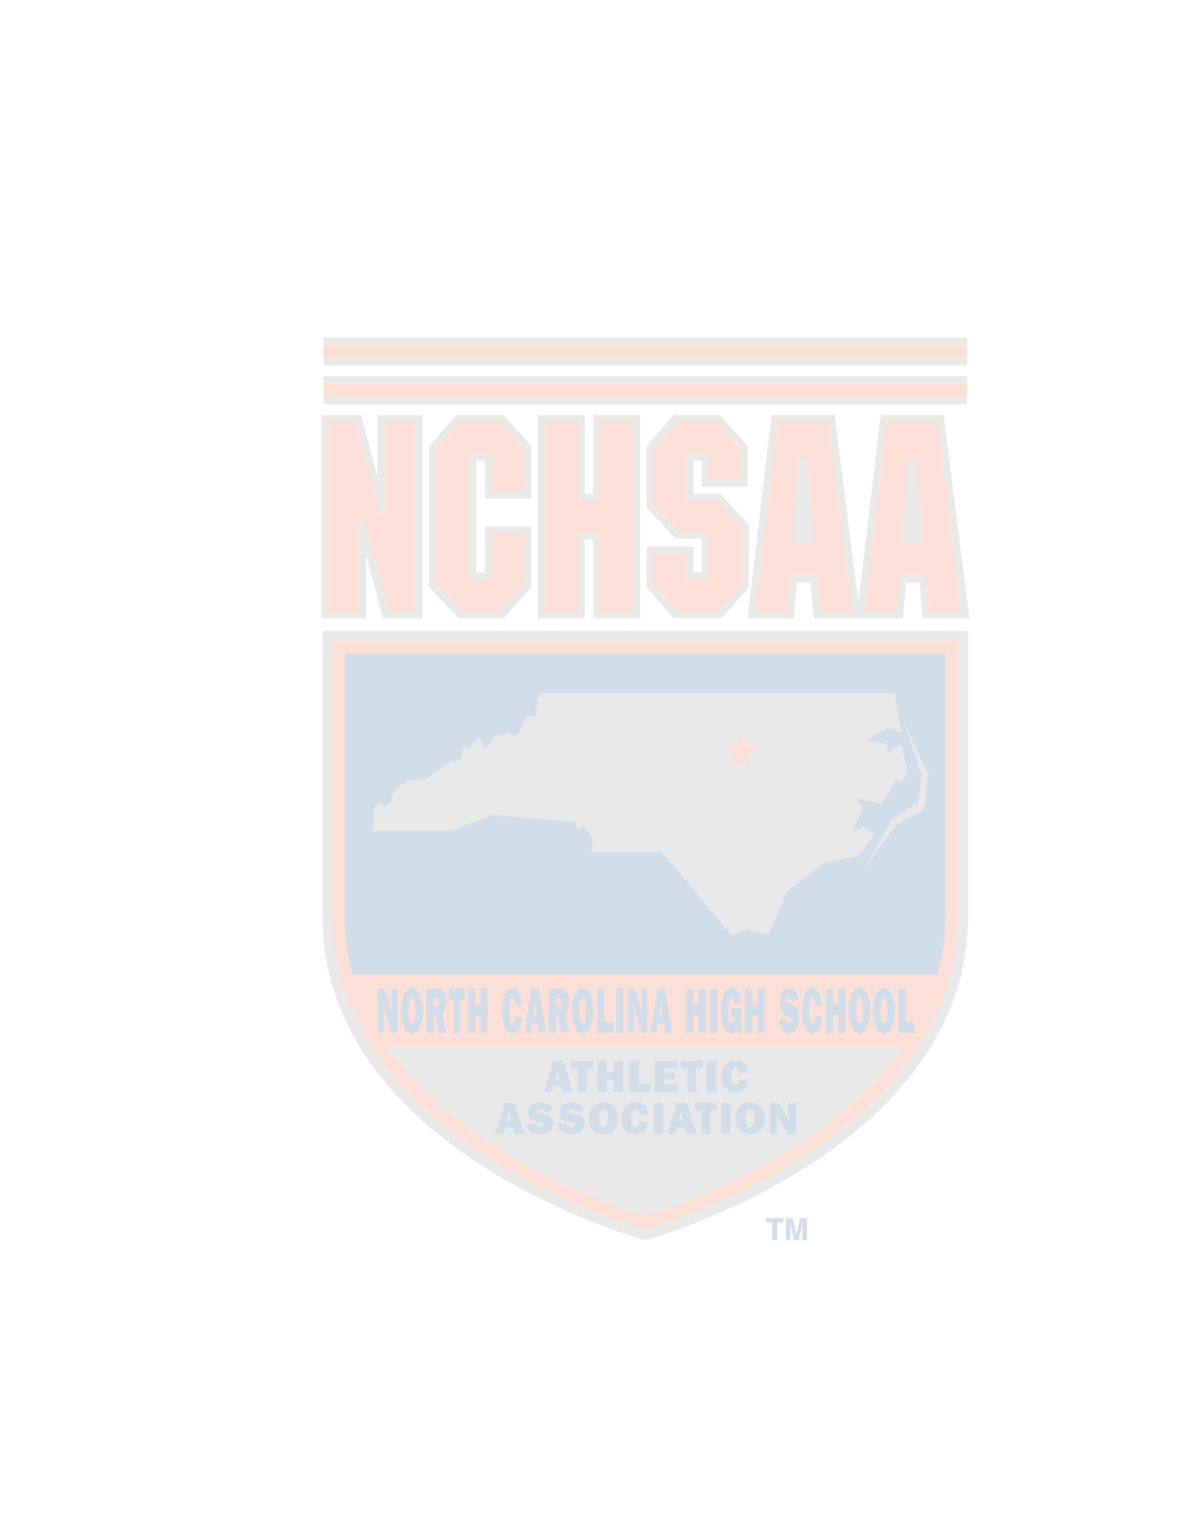 NCHSAA
NORTH CAROLINA HIGH SCHOOL
ATHLETIC
ASSOCIATION
TM